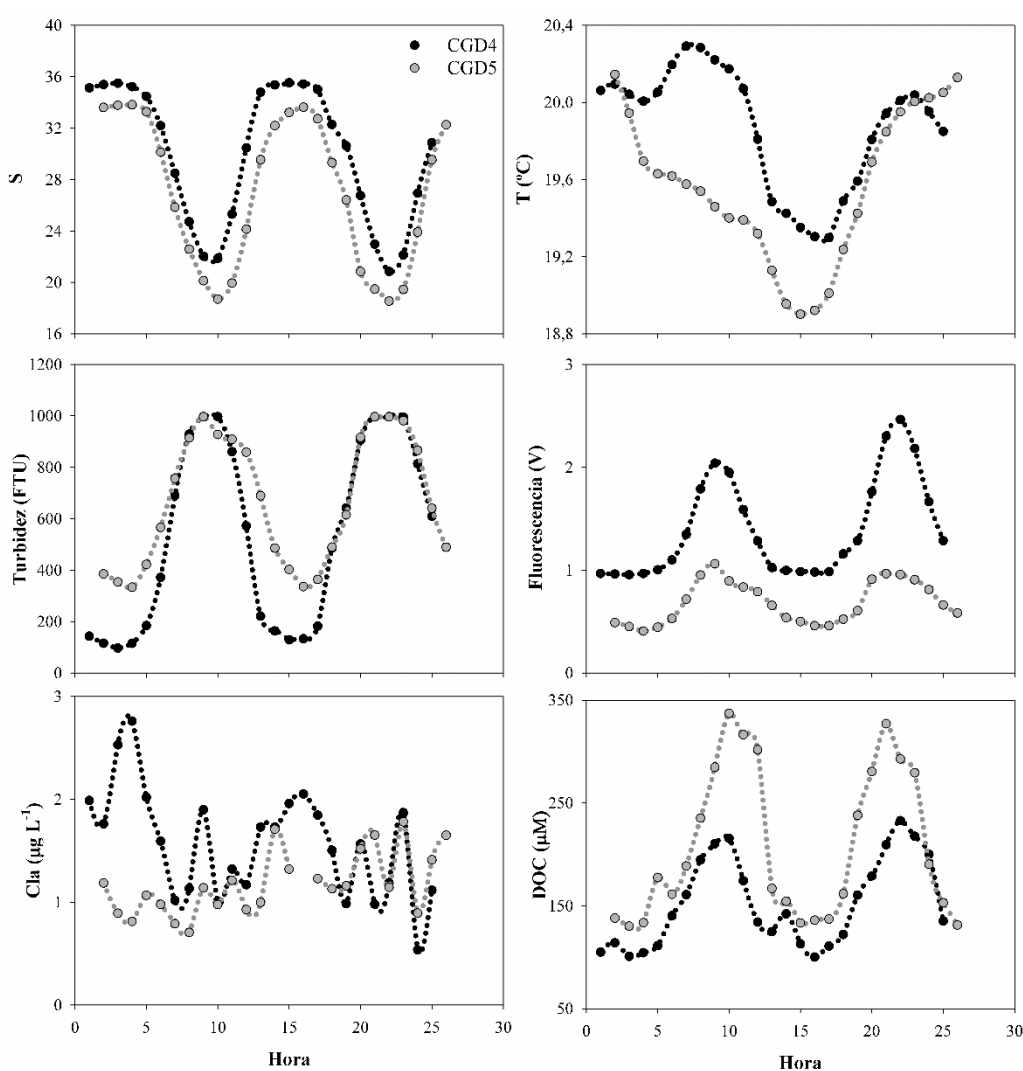 40
36
32
28
24
20
16
S
CGD4
CGD5
20,4
20,0
19,6
19,2
18,8
T (ºC)
1200
1000
800
600
400
200
0
Turbidez (FTU)
3
2
1
0
Fluorescencia (V)
3
2
1
0
Cla (µg L-1)
0 5 10 15 20 25 30
Hora
350
250
150
50
DOC (µM)
0 5 10 15 20 25 30
Hora